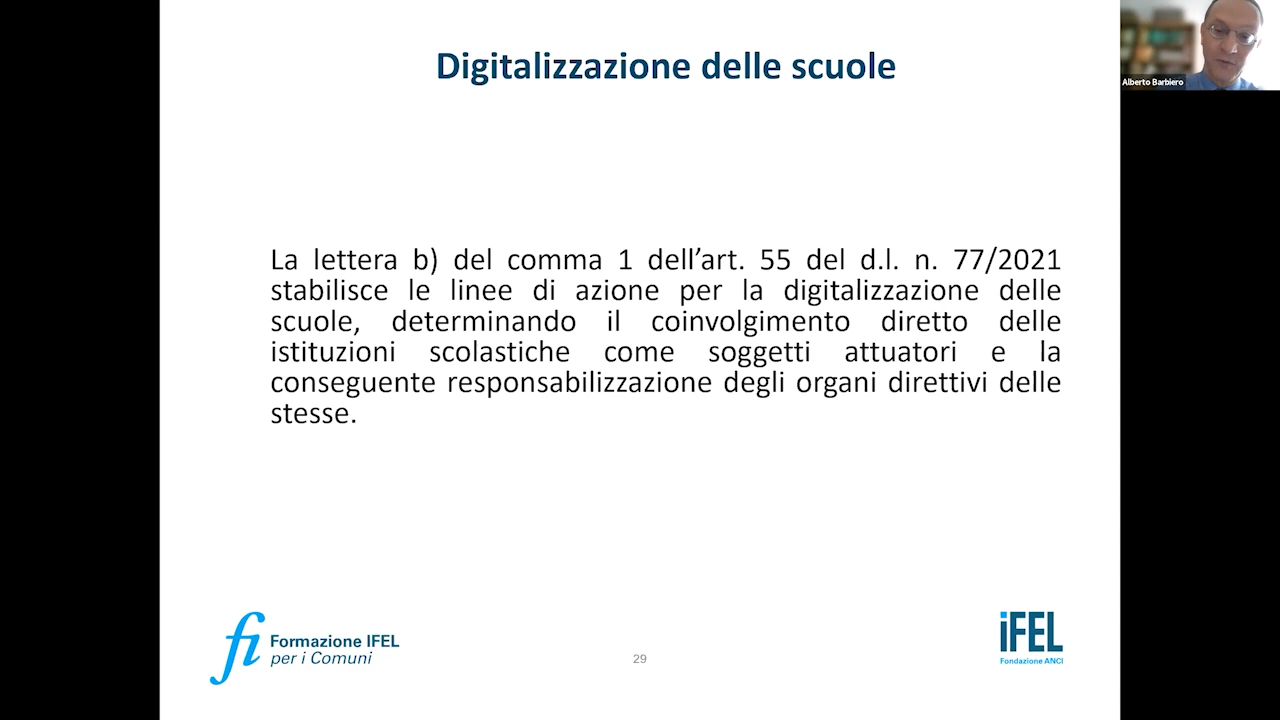 Digitalizzazione delle scuole
Alberto Barbiero
La lettera b) del comma 1 dell’art. 55 del d.l. n. 77/2021
stabilisce le linee di azione per la digitalizzazione delle
scuole, determinando il coinvolgimento diretto delle
istituzioni scolastiche come soggetti attuatori e la
conseguente responsabilizzazione degli organi direttivi delle
stesse.
fi
Formazione IFEL
per i Comuni
29
iFEL
Fondazione ANCI